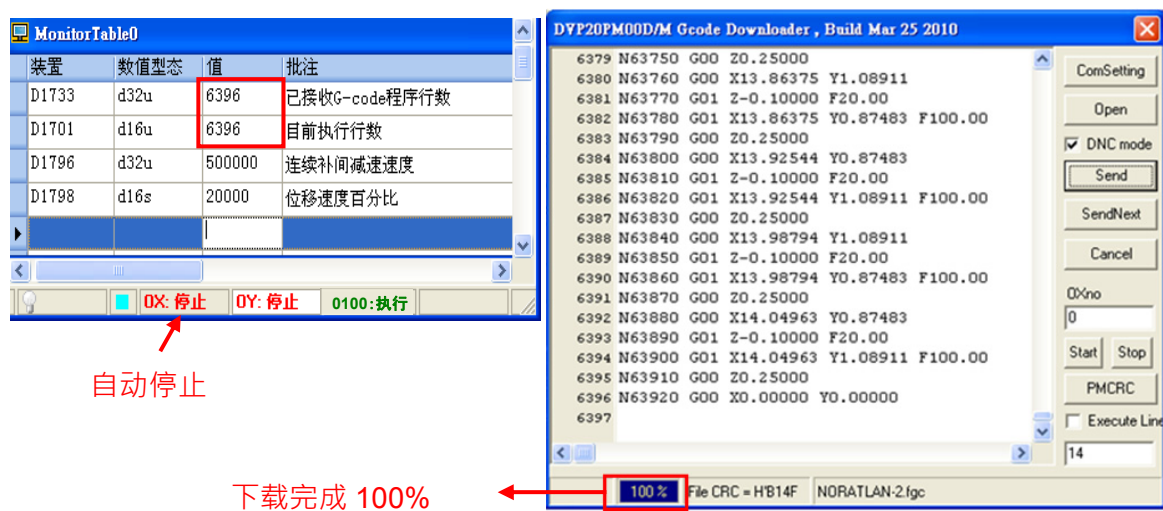 MonitorTable0
装置 数值型态 值 批注
D1733 d32u 6396 已接收G-code程序行数
D1701 d16u 6396 目前执行行数
D1796 d32u 500000 连续补间减速速度
D1798 d16s 20000 位移速度百分比
OX: 停止 OY: 停止 O100:执行
自动停止
下载完成 100%
DVP20PM00D/M Gcode Downloader , Build Mar 25 2010
6379 N63750 G00 Z0.25000
6380 N63760 G00 X13.86375 Y1.08911
6381 N63770 G01 Z-0.10000 F20.00
6382 N63780 G01 X13.86375 Y0.87483 F100.00
6383 N63790 G00 Z0.25000
6384 N63800 G00 X13.92544 Y0.87483
6385 N63810 G01 Z-0.10000 F20.00
6386 N63820 G01 X13.92544 Y1.08911 F100.00
6387 N63830 G00 Z0.25000
6388 N63840 G00 X13.98794 Y1.08911
6389 N63850 G01 Z-0.10000 F20.00
6390 N63860 G01 X13.98794 Y0.87483 F100.00
6391 N63870 G00 Z0.25000
6392 N63880 G00 X14.04963 Y0.87483
6393 N63890 G01 Z-0.10000 F20.00
6394 N63900 G01 X14.04963 Y1.08911 F100.00
6395 N63910 G00 Z0.25000
6396 N63920 G00 X0.00000 Y0.00000
6397
ComSetting
Open
DNC mode
Send
SendNext
Cancel
OXno
0
Start Stop
PMCRC
Execute Line
14
100 % File CRC = H'B14F NORATLAN-2.fgc